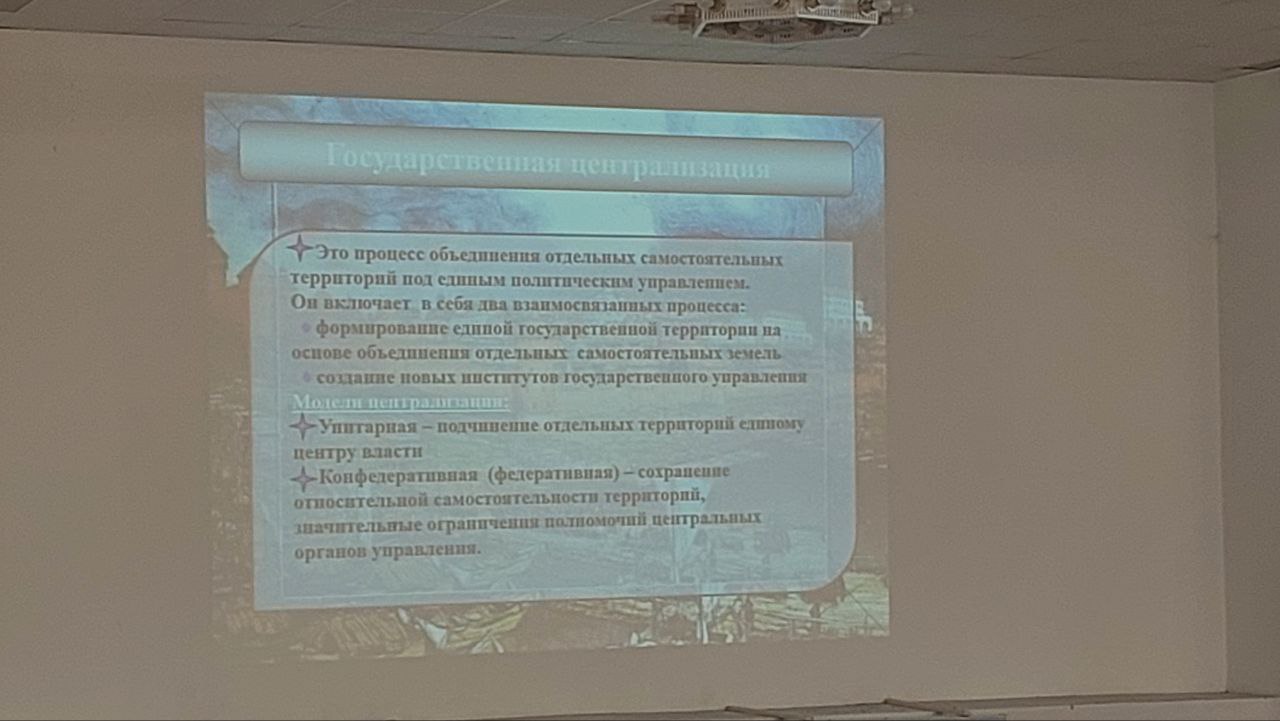 Государственная централизация
Это процесс объединения отдельных самостоятельных
территорий под единым политическим управлением.
Он включает в себя два взаимосвязанных процесса:
формирование единой государственной территории на
основе объединения отдельных самостоятельных земель
создание новых институтов государственного управления
Модели централизации:
Унитарная – подчинение отдельных территорий единому
центру власти
Конфедеративная (федеративная) – сохранение
относительной самостоятельности территорий,
значительные ограничения полномочий центральных
органов управления.